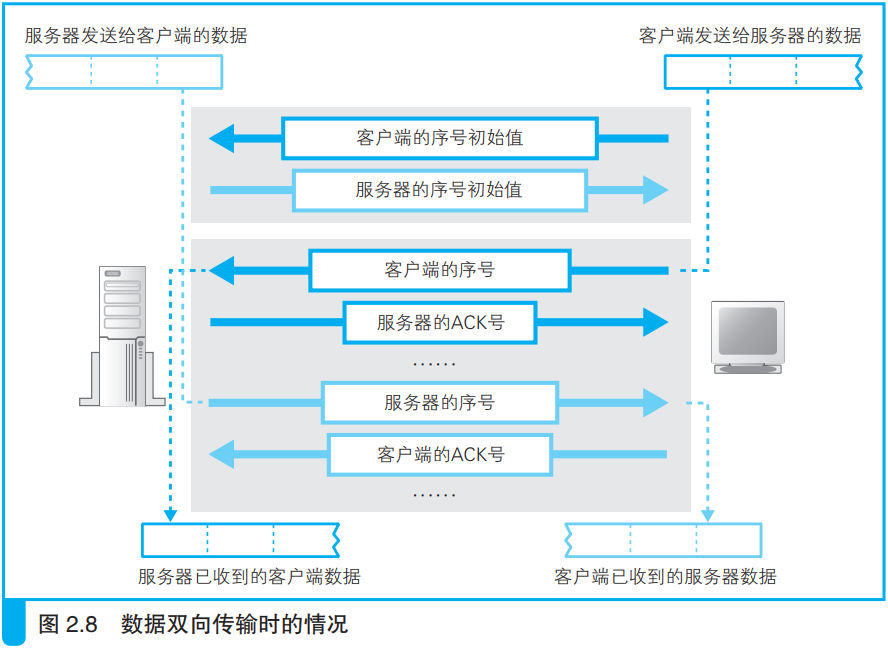 服务器发送给客户端的数据
客户端发送给服务器的数据
客户端的序号初始值
服务器的序号初始值
客户端的序号
服务器的ACK号
……
服务器的序号
客户端的ACK号
……
服务器已收到的客户端数据
客户端已收到的服务器数据
图 2.8 数据双向传输时的情况